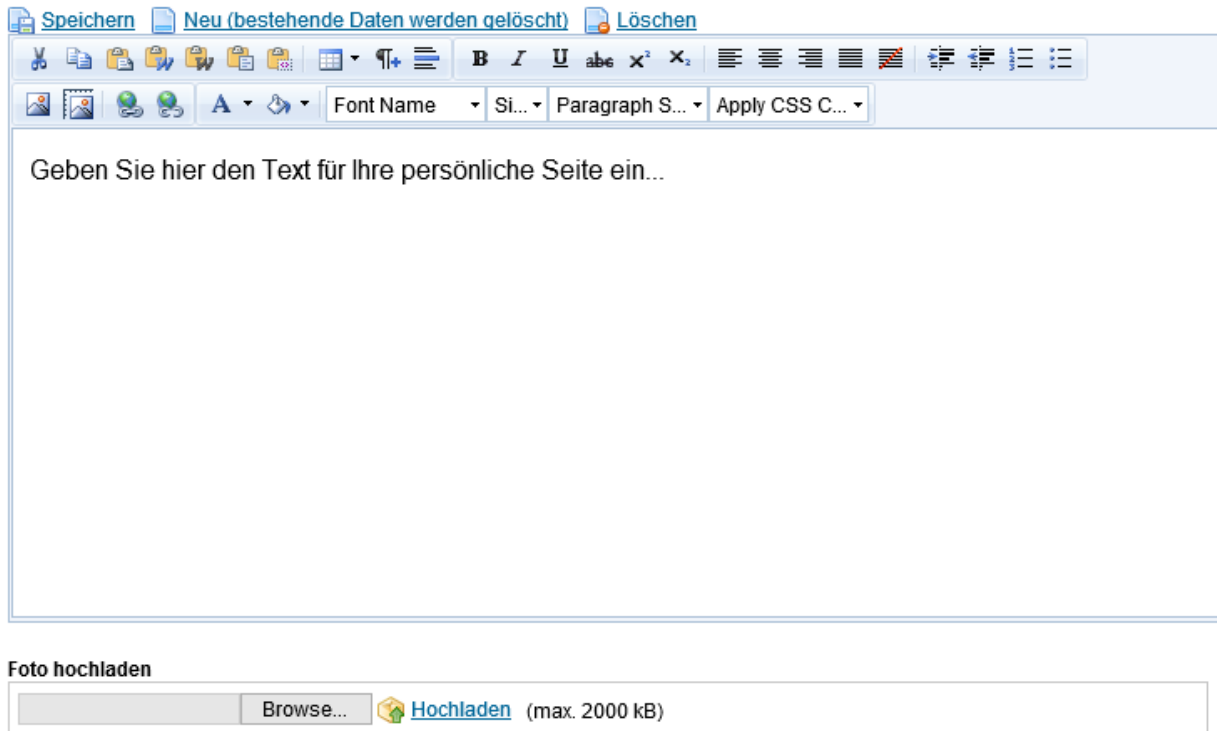 Speichern Neu (bestehende Daten werden gelöscht) Löschen
B I U abc x² x₂
A Font Name Si... Paragraph S... Apply CSS C...
Geben Sie hier den Text für Ihre persönliche Seite ein...
Foto hochladen
Browse... Hochladen (max. 2000 kB)